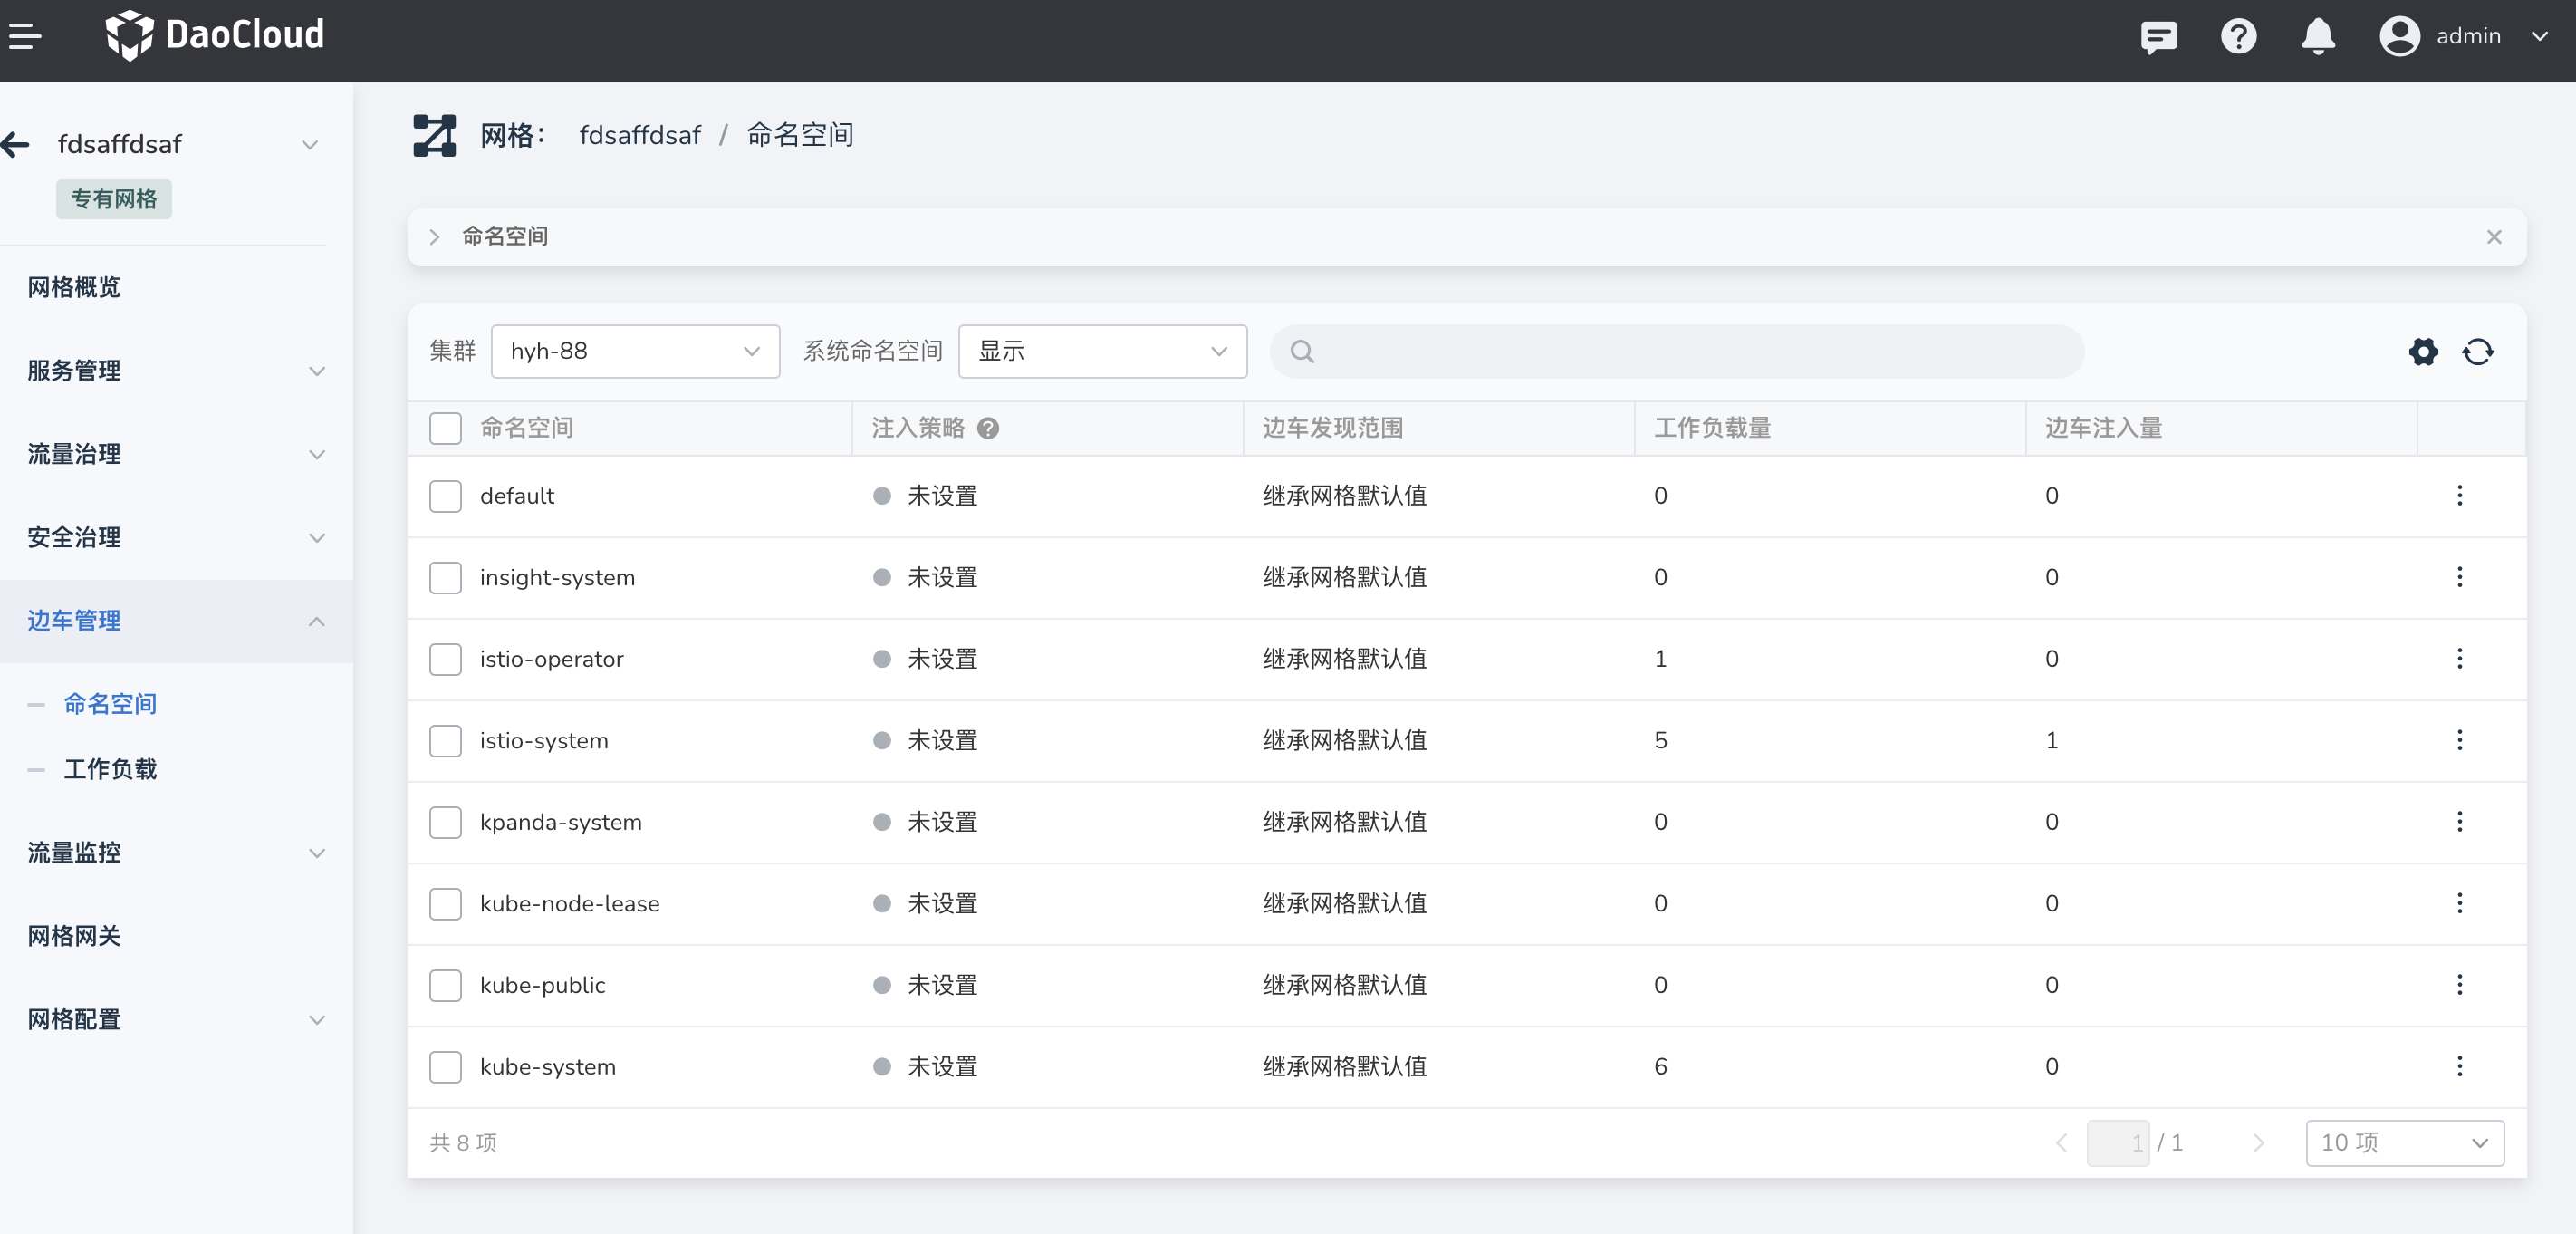 DaoCloud
admin
fdsaffdsaf
专有网格
网格概览
服务管理
流量治理
安全治理
边车管理
命名空间
工作负载
流量监控
网格网关
网格配置
网格： fdsaffdsaf / 命名空间
命名空间
集群 hyh-88 系统命名空间 显示
命名空间 注入策略 边车发现范围 工作负载量 边车注入量
default 未设置 继承网格默认值 0 0
insight-system 未设置 继承网格默认值 0 0
istio-operator 未设置 继承网格默认值 1 0
istio-system 未设置 继承网格默认值 5 1
kpanda-system 未设置 继承网格默认值 0 0
kube-node-lease 未设置 继承网格默认值 0 0
kube-public 未设置 继承网格默认值 0 0
kube-system 未设置 继承网格默认值 6 0
共 8 项 1 / 1 10 项